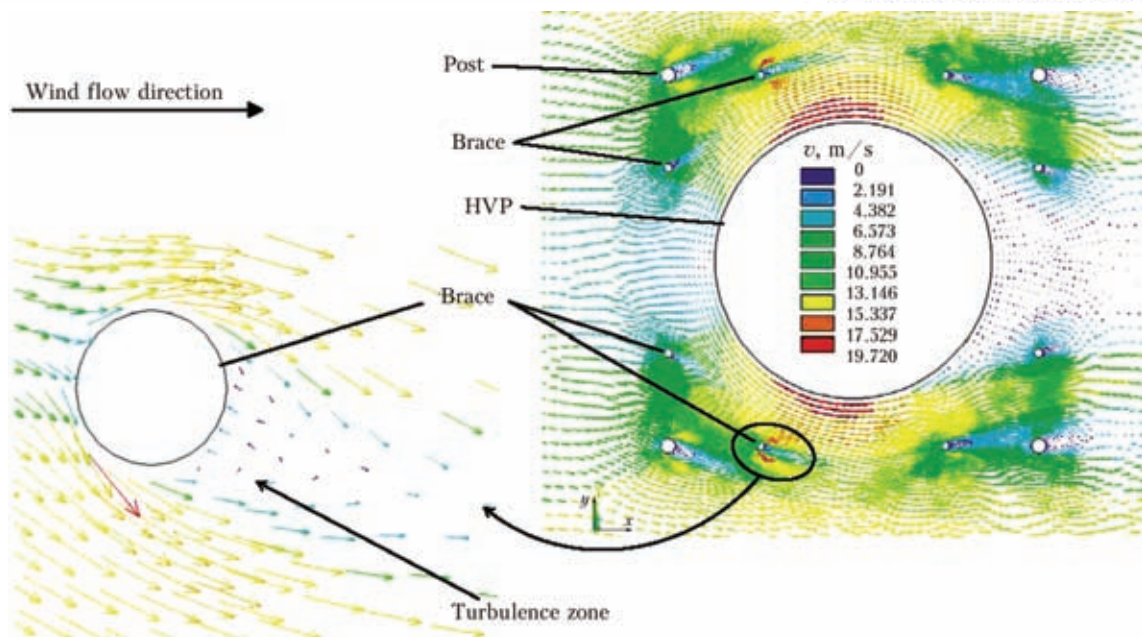 Post
Wind flow direction
Brace
v, m/s
0
2.191
HVP
4.382
6.573
8.764
10.955
13.146
15.337
17.529
19.720
Brace
y
x
Turbulence zone